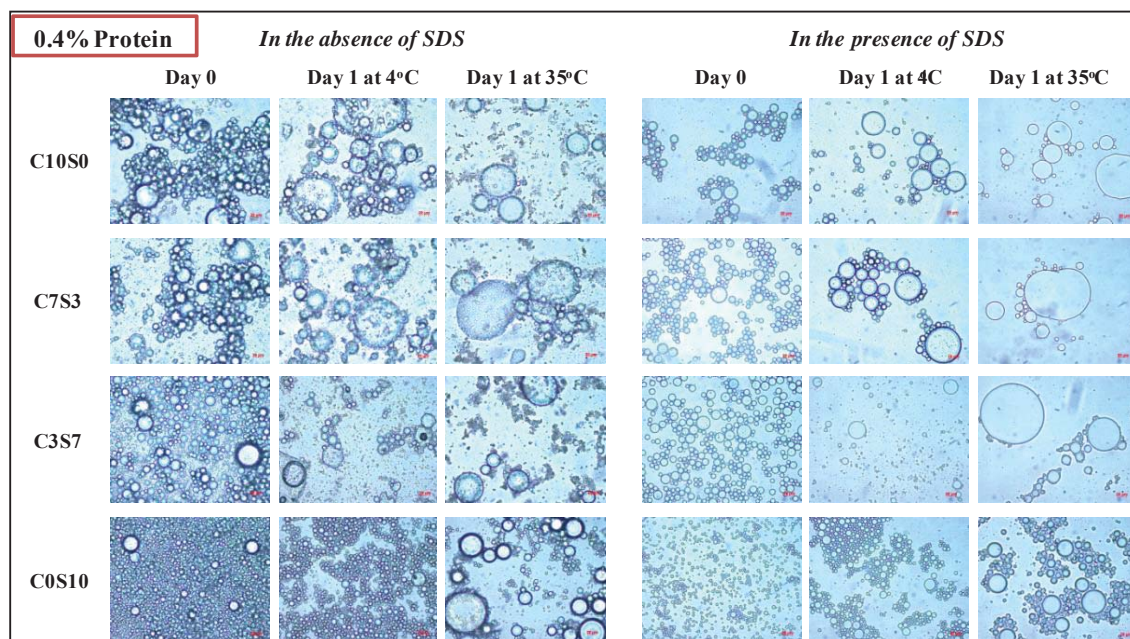 0.4% Protein In the absence of SDS In the presence of SDS
Day 0 Day 1 at 4°C Day 1 at 35°C Day 0 Day 1 at 4C Day 1 at 35°C
C10S0
C7S3
C3S7
C0S10